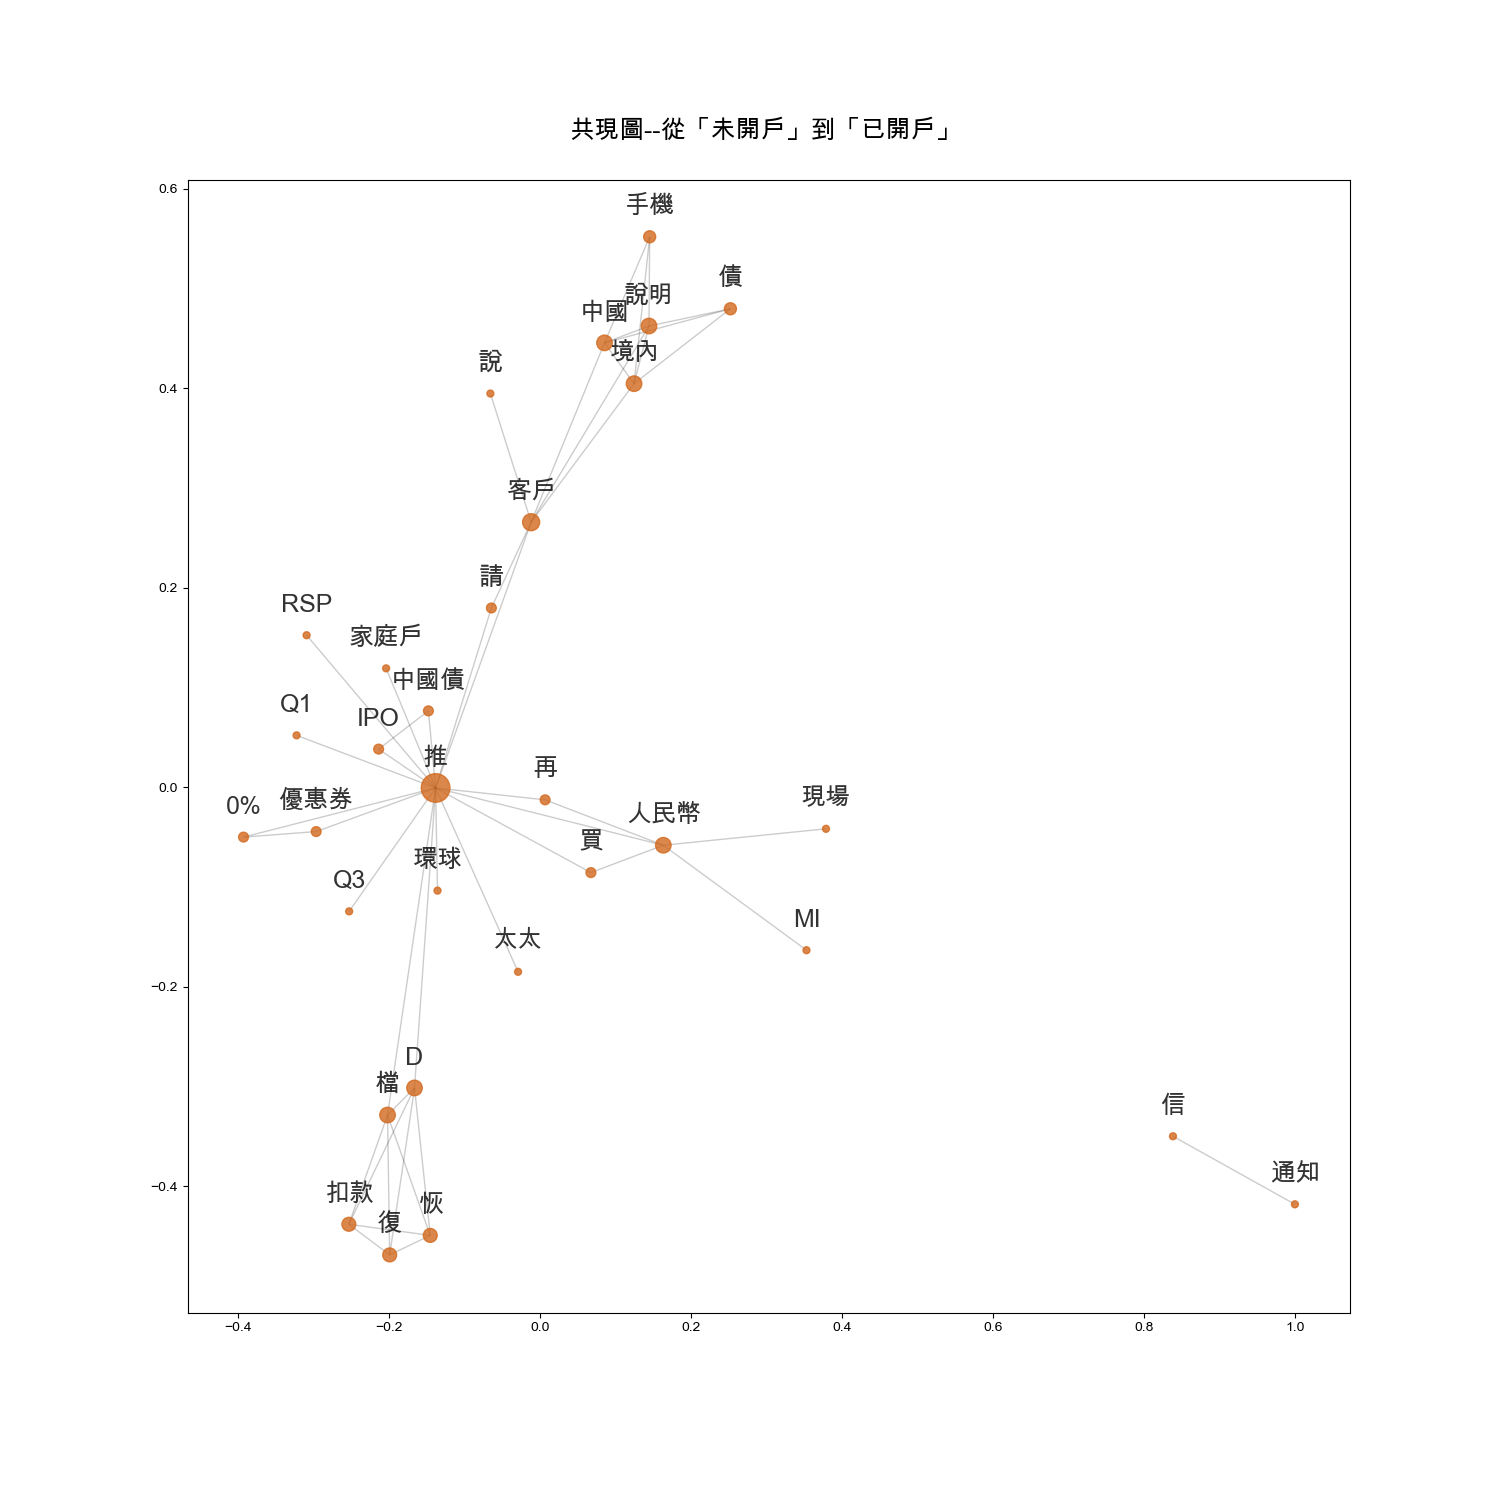 共現圖--從「未開戶」到「已開戶」
0.6
手機
債
說明
中國
境內
說
0.4
客戶
請
0.2
RSP
家庭戶
中國債
Q1
IPO
推
再
0.0
現場
0%
優惠券
人民幣
買
環球
Q3
MI
太太
−0.2
D
檔
信
通知
−0.4
扣款
恢
復
−0.4
−0.2
0.0
0.2
0.4
0.6
0.8
1.0